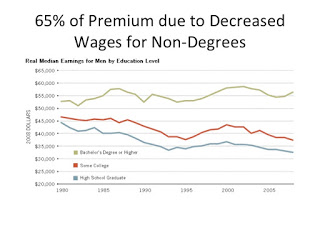 65% of Premium due to Decreased
Wages for Non-Degrees
Real Median Earnings for Men by Education Level
$65,000
$60,000
$55,000
$50,000
$45,000
$40,000
$35,000
$30,000
$25,000
$20,000
2009 DOLLARS
Bachelor's Degree or Higher
Some College
High School Graduate
1980
1985
1990
1995
2000
2005